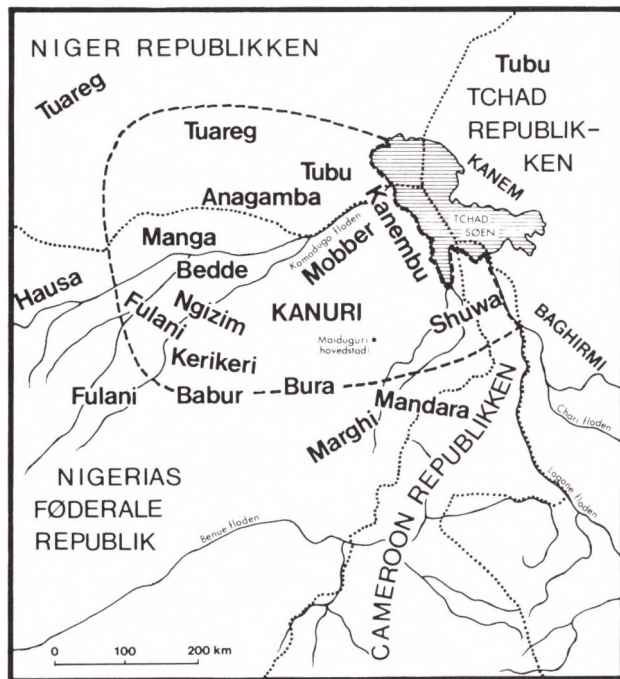 NIGER REPUBLIKKEN
Tuareg
Tuareg
Tubu
TCHAD
REPUBLIK-
KEN
Tubu
KANEM
Anagamba
Kanembu
TCHAD
SØEN
Manga
Komadugo floden
Mobber
Bedde
Hausa
Ngizim
KANURI
Fulani
Shuwa
Maiduguri
hovedstad
BAGHIRMI
Kerikeri
Fulani
Babur
Bura
Mandara
Marghi
Chari floden
NIGERIAS
FØDERALE
REPUBLIK
CAMEROON REPUBLIKKEN
Logone floden
Benue floden
0 100 200 km